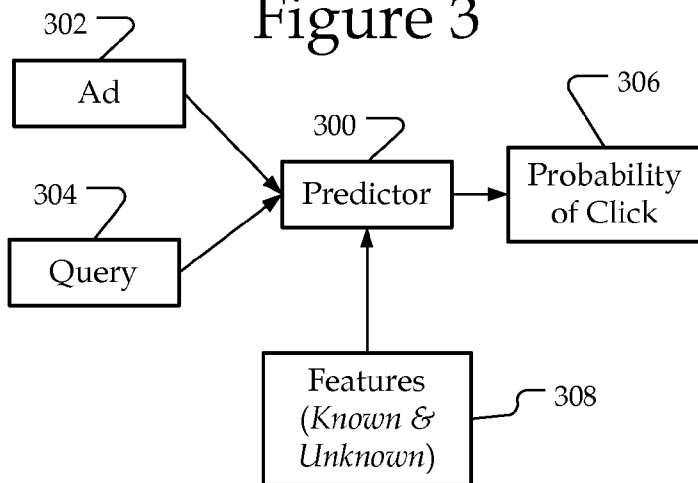 Figure 3
302
Ad
300
306
Predictor
Probability
of Click
304
Query
Features
(Known &
Unknown)
308